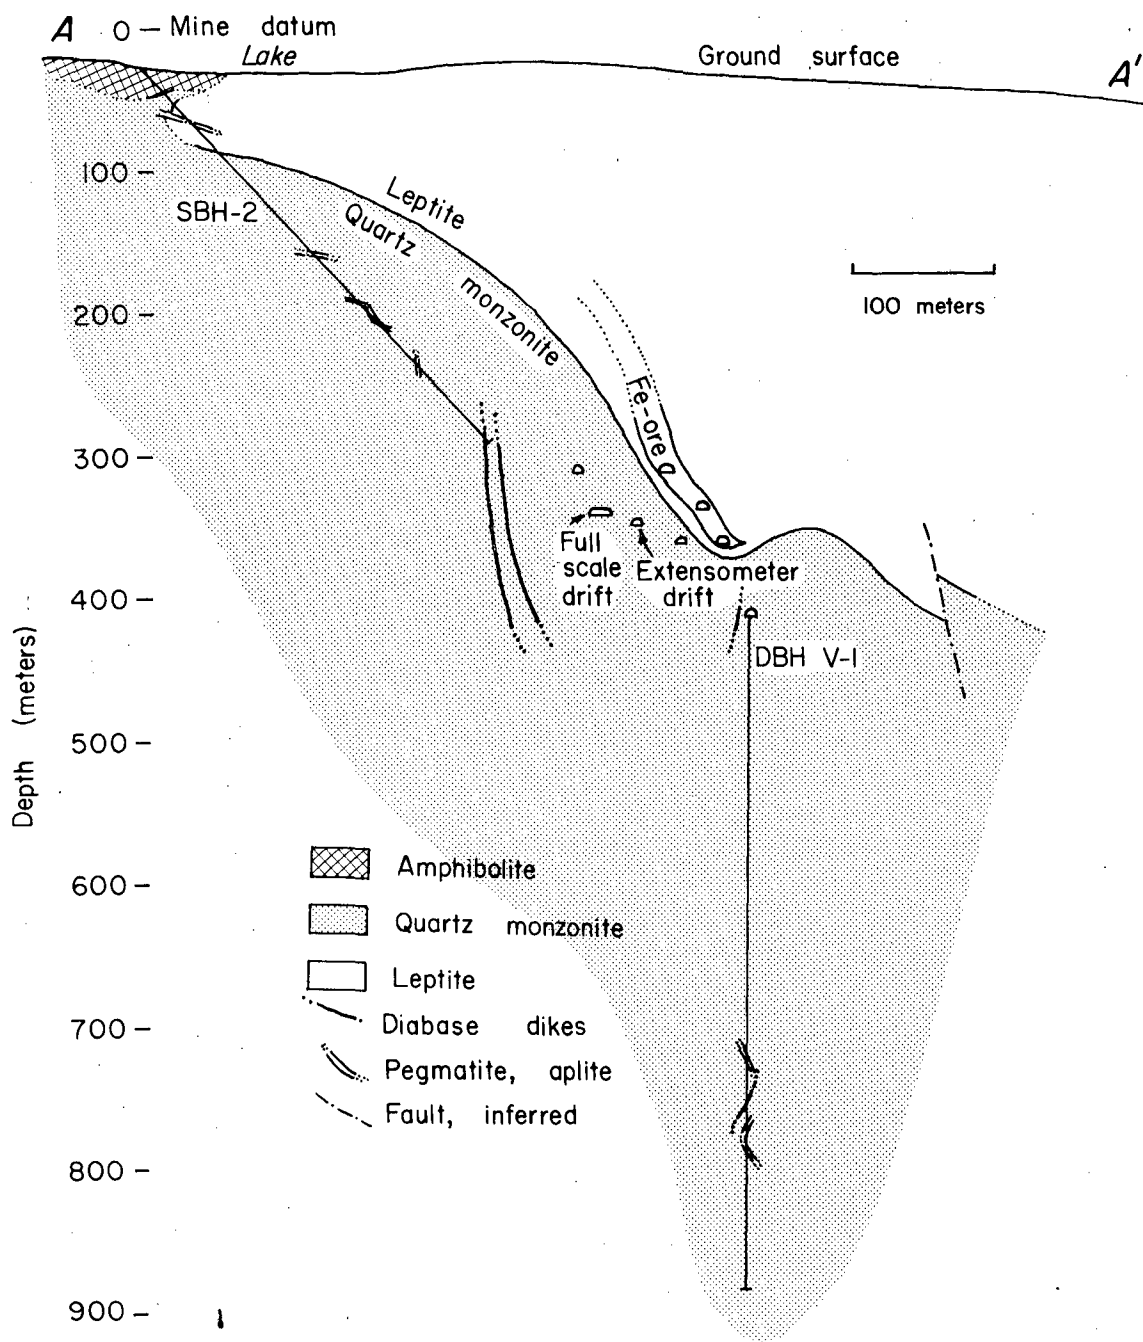 A 0 — Mine datum
Lake
Ground surface
A'
100 —
SBH-2
Leptite
Quartz monzonite
100 meters
200 —
Fe-ore
300 —
Full
scale
drift
Extensometer
drift
400 —
DBH V-1
500 —
Depth (meters)
600 —
700 —
800 —
900 —
Amphibolite
Quartz monzonite
Leptite
Diabase dikes
Pegmatite, aplite
Fault, inferred